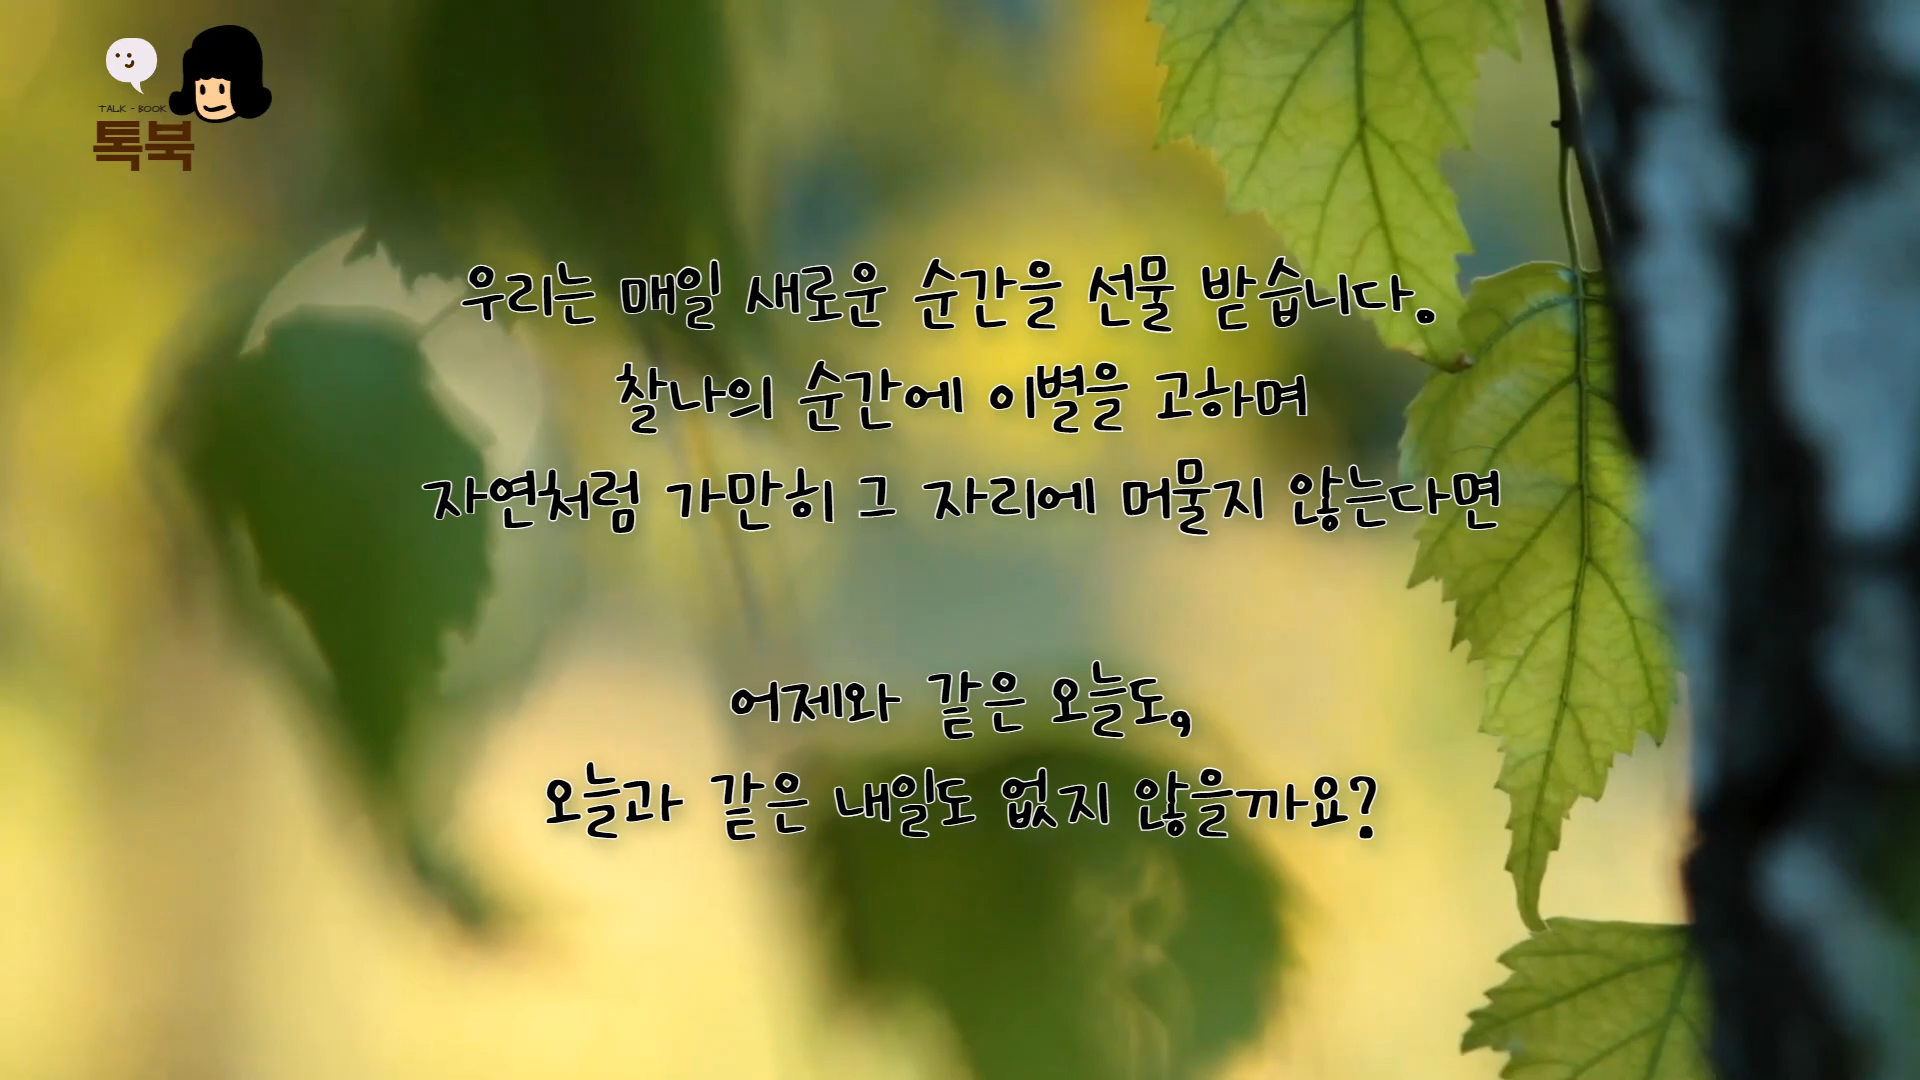 TALK - BOOK
톡북
우리는 매일 새로운 순간을 선물 받습니다.
찰나의 순간에 이별을 고하며
자연처럼 가만히 그 자리에 머물지 않는다면
어제와 같은 오늘도,
오늘과 같은 내일도 없지 않을까요?